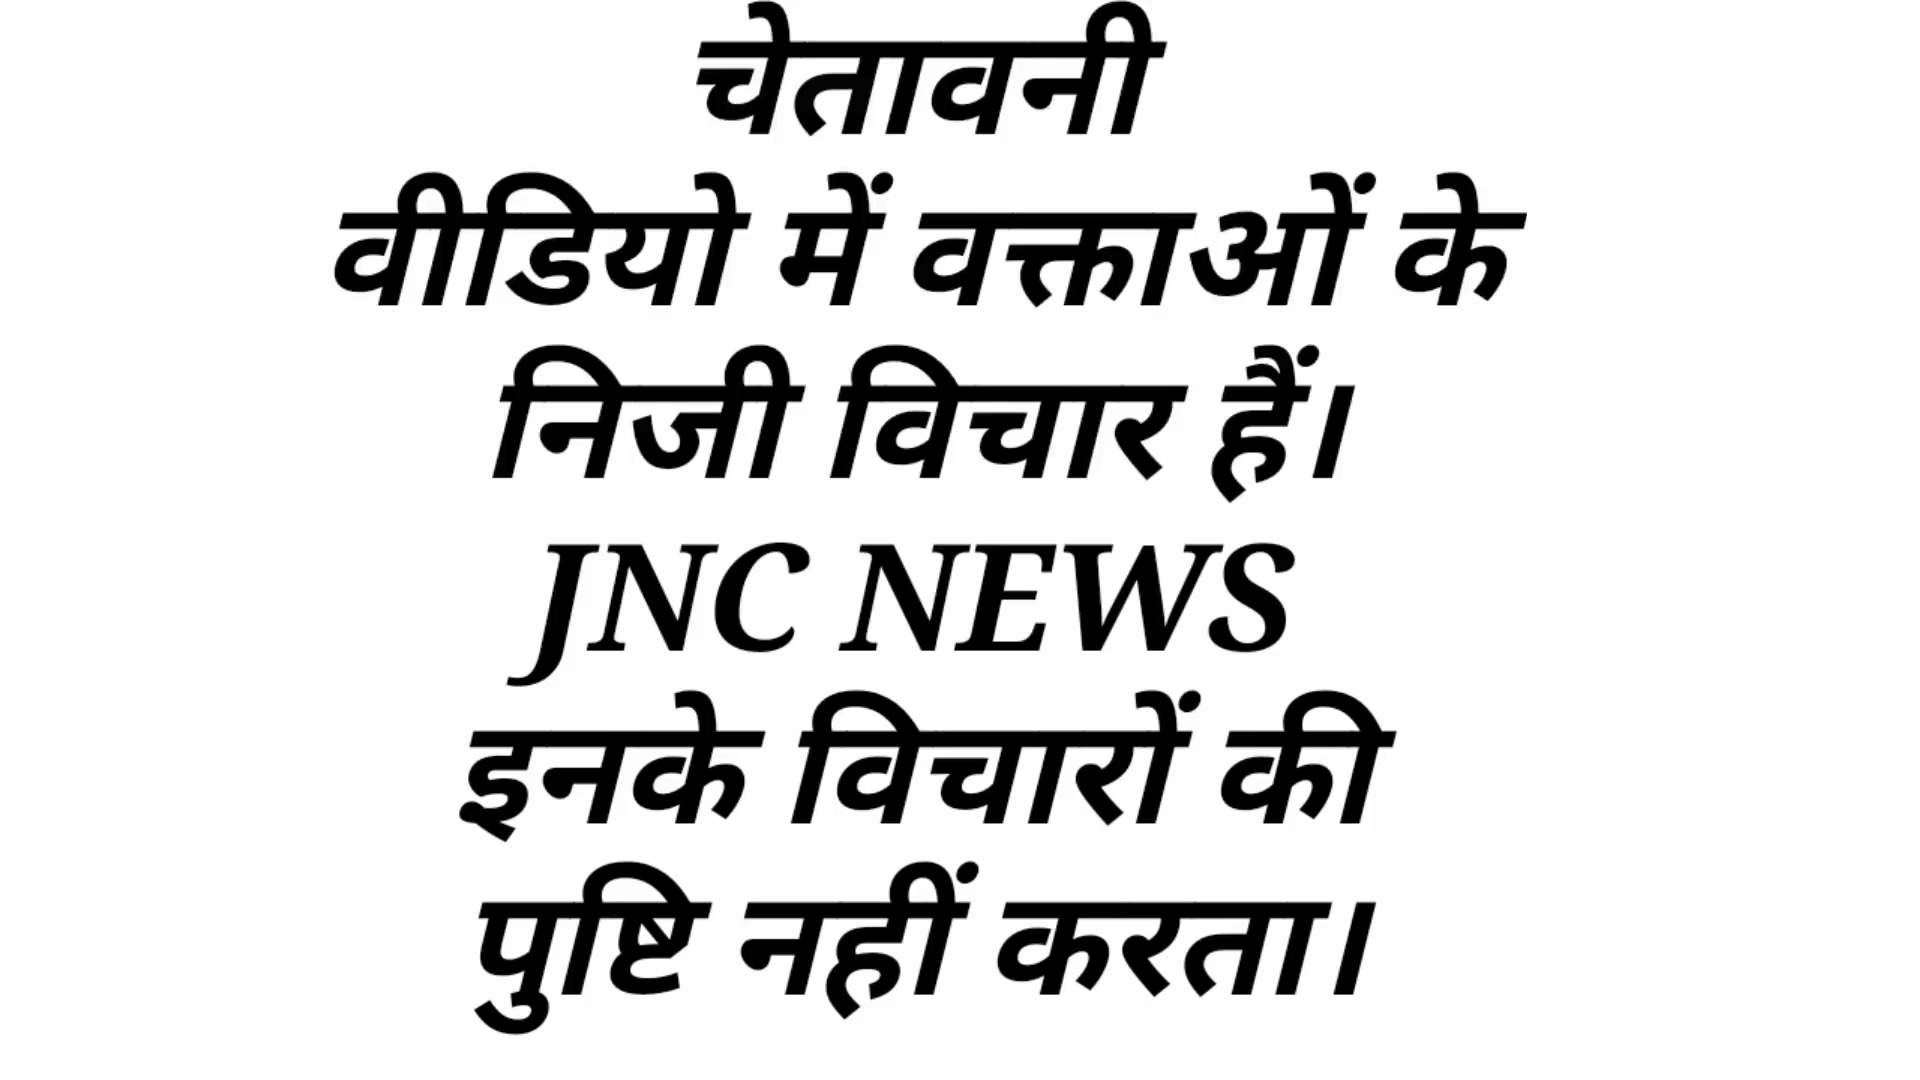 चेतावनी
वीडियो में वक्ताओं के
निजी विचार हैं।
JNC NEWS
इनके विचारों की
पुष्टि नहीं करता।